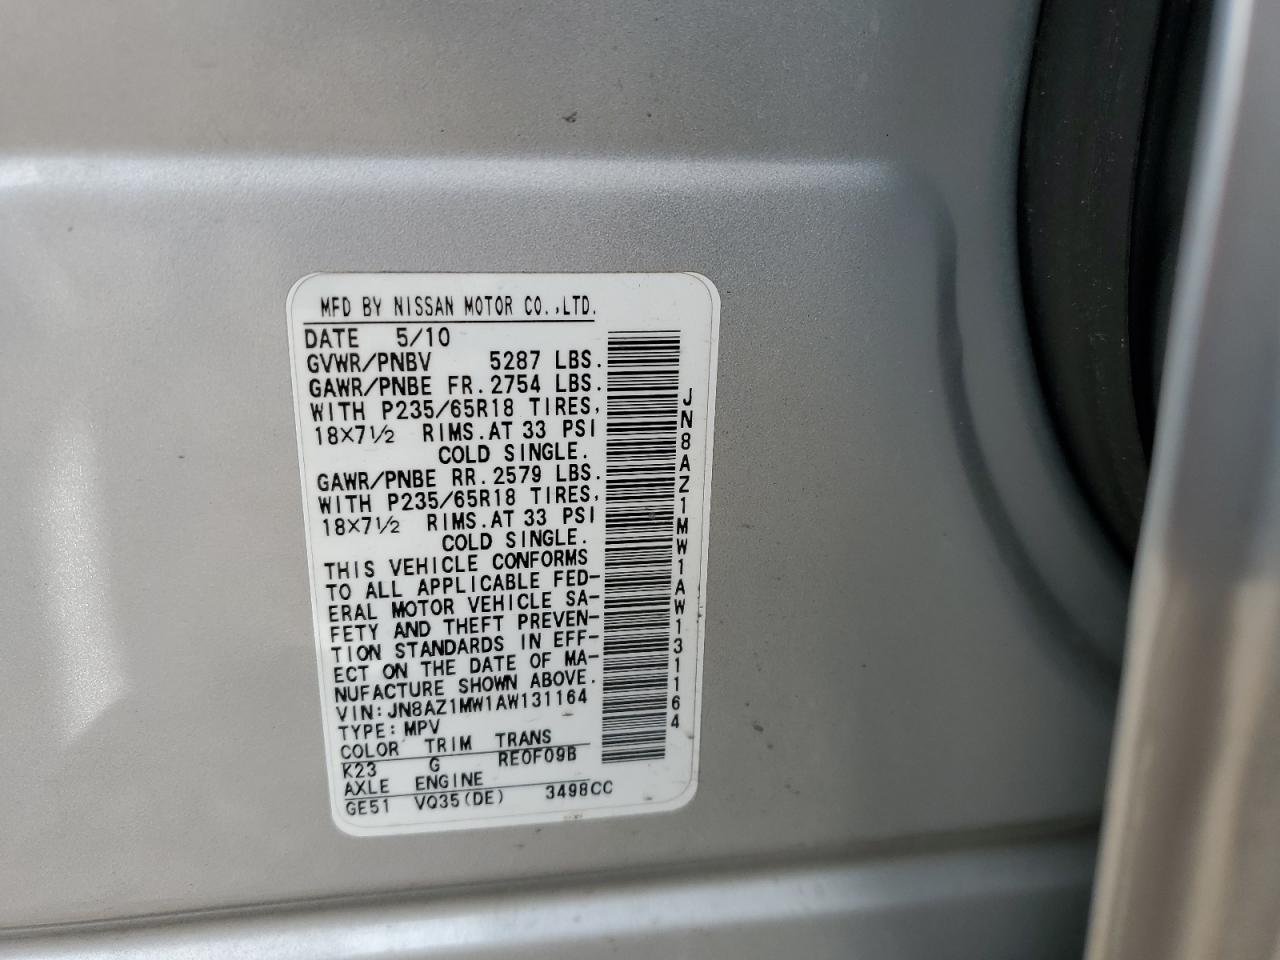 MFD BY NISSAN MOTOR CO.,LTD.
DATE 5/10
GVWR/PNBV 5287 LBS.
GAWR/PNBE FR.2754 LBS.
WITH P235/65R18 TIRES,
18X7½ RIMS.AT 33 PSI
COLD SINGLE.
GAWR/PNBE RR.2579 LBS.
WITH P235/65R18 TIRES,
18X7½ RIMS.AT 33 PSI
COLD SINGLE.
THIS VEHICLE CONFORMS
TO ALL APPLICABLE FED-
ERAL MOTOR VEHICLE SA-
FETY AND THEFT PREVEN-
TION STANDARDS IN EFF-
ECT ON THE DATE OF MA-
NUFACTURE SHOWN ABOVE.
VIN:JN8AZ1MW1AW131164
TYPE:MPV
COLOR TRIM TRANS
K23 G RE0F09B
AXLE ENGINE
GE51 VQ35(DE) 3498CC
JN8AZ1MW1AW131164